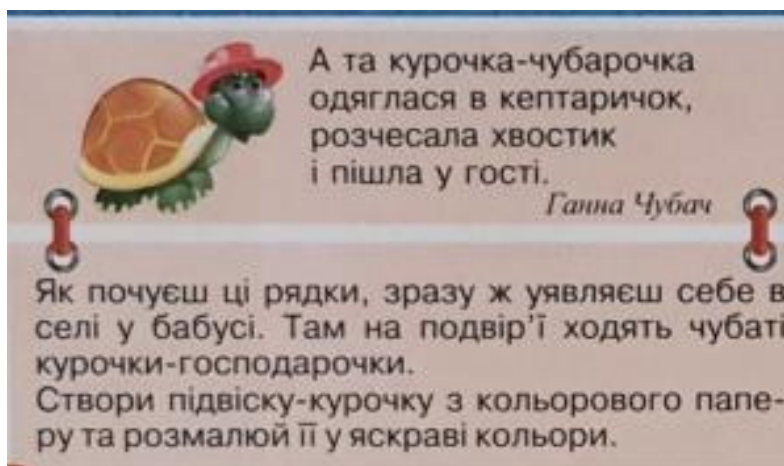 А та курочка-чубарочка
одяглася в кептаричок,
розчесала хвостик
і пішла у гості.
Ганна Чубач
Як почуєш ці рядки, зразу ж уявляєш себе в
селі у бабусі. Там на подвір’ї ходять чубаті
курочки-господарочки.
Створи підвіску-курочку з кольорового папе-
ру та розмалюй її у яскраві кольори.